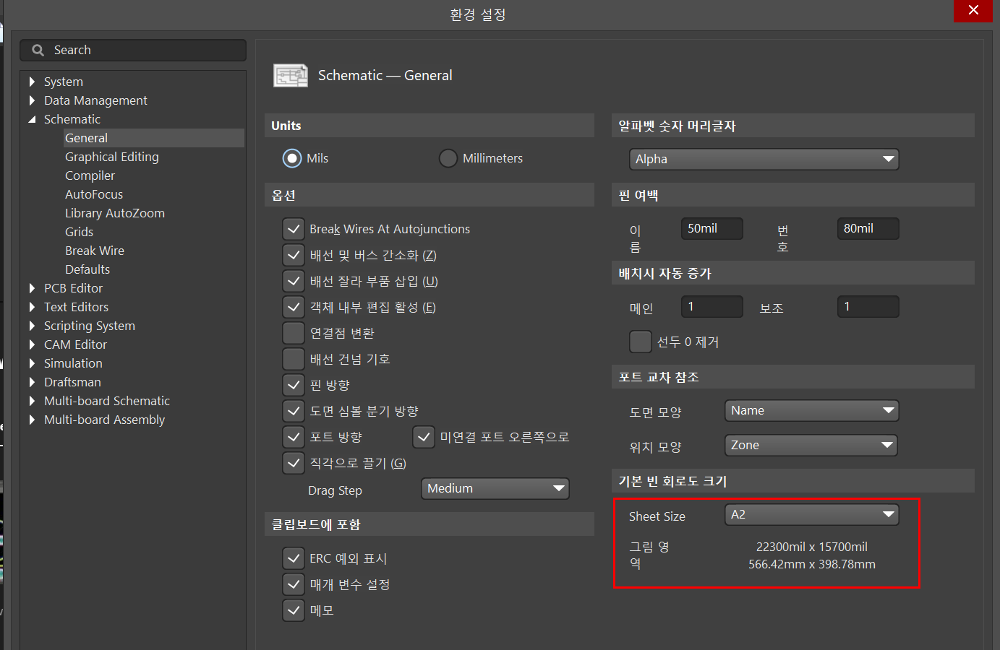 환경 설정
Search
System
Data Management
Schematic
General
Graphical Editing
Compiler
AutoFocus
Library AutoZoom
Grids
Break Wire
Defaults
PCB Editor
Text Editors
Scripting System
CAM Editor
Simulation
Draftsman
Multi-board Schematic
Multi-board Assembly
Schematic — General
Units
Mils
Millimeters
옵션
Break Wires At Autojunctions
배선 및 버스 간소화 (Z)
배선 잘라 부품 삽입 (U)
객체 내부 편집 활성 (E)
연결점 변환
배선 건넘 기호
핀 방향
도면 심볼 분기 방향
포트 방향
미연결 포트 오른쪽으로
직각으로 끌기 (G)
Drag Step
Medium
클립보드에 포함
ERC 예외 표시
매개 변수 설정
메모
알파벳 숫자 머리글자
Alpha
핀 여백
이
름
50mil
번
호
80mil
배치시 자동 증가
메인
1
보조
1
선두 0 제거
포트 교차 참조
도면 모양
Name
위치 모양
Zone
기본 빈 회로도 크기
Sheet Size
A2
그림 영
역
22300mil x 15700mil
566.42mm x 398.78mm